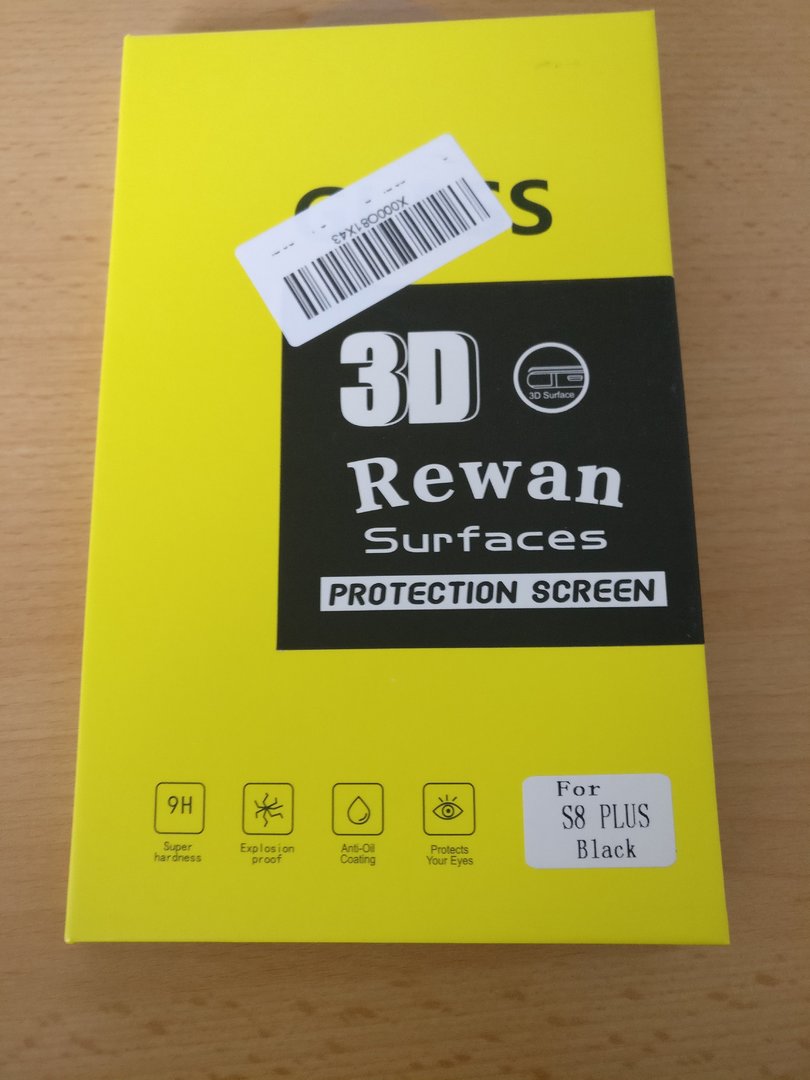 X000O81X43
3D
3D Surface
Rewan
Surfaces
PROTECTION SCREEN
9H
Super
hardness
Explosion
proof
Anti-Oil
Coating
Protects
Your Eyes
For
S8 PLUS
Black